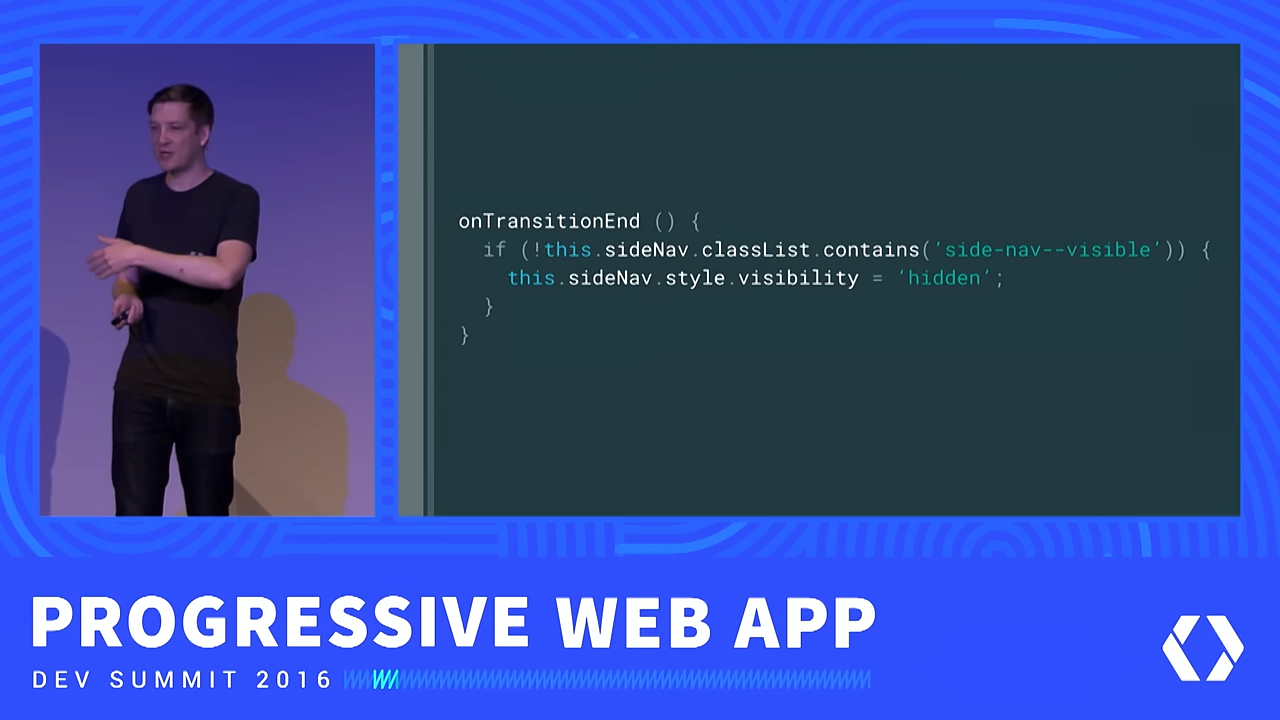 onTransitionEnd () {
if (!this.sideNav.classList.contains(‘side-nav--visible’)) {
this.sideNav.style.visibility = ‘hidden‘;
}
}
PROGRESSIVE WEB APP
DEV SUMMIT 2016